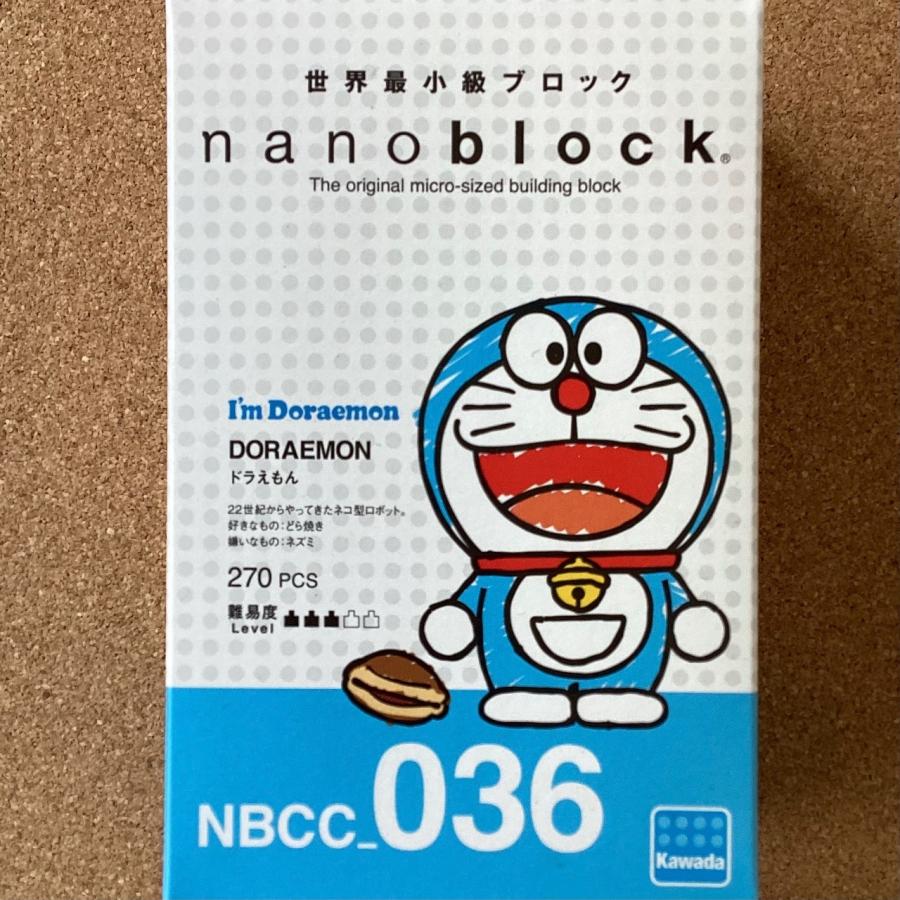 世界最小級ブロック
nanoblock®
The original micro-sized building block
I'm Doraemon
DORAEMON
ドラえもん
22世紀からやってきたネコ型ロボット。
好きなもの：どら焼き
嫌いなもの：ネズミ
270 PCS
難易度
Level
NBCC_036
Kawada